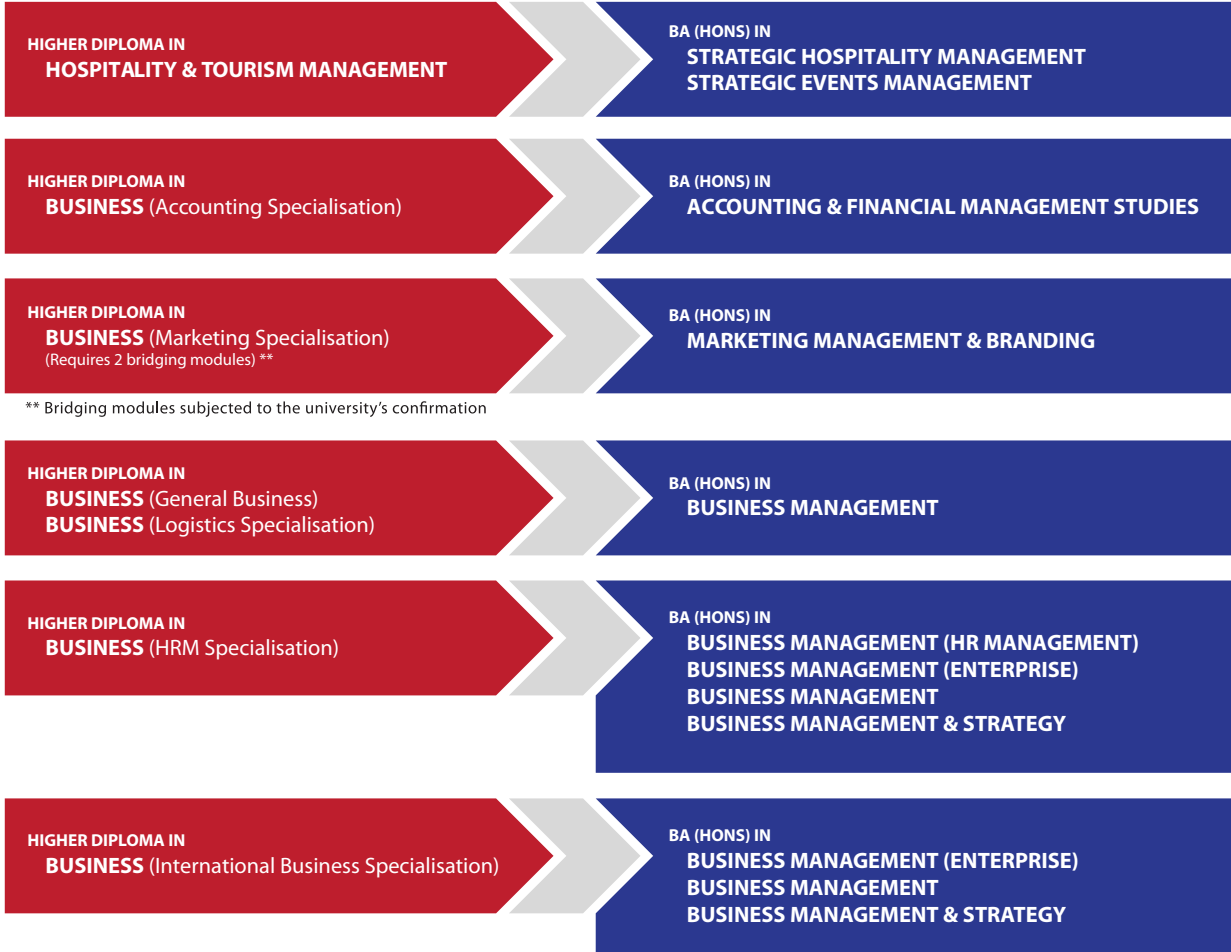 HIGHER DIPLOMA IN
HOSPITALITY & TOURISM MANAGEMENT
BA (HONS) IN
STRATEGIC HOSPITALITY MANAGEMENT
STRATEGIC EVENTS MANAGEMENT
HIGHER DIPLOMA IN
BUSINESS (Accounting Specialisation)
BA (HONS) IN
ACCOUNTING & FINANCIAL MANAGEMENT STUDIES
HIGHER DIPLOMA IN
BUSINESS (Marketing Specialisation)
(Requires 2 bridging modules) **
BA (HONS) IN
MARKETING MANAGEMENT & BRANDING
** Bridging modules subjected to the university's confirmation
HIGHER DIPLOMA IN
BUSINESS (General Business)
BUSINESS (Logistics Specialisation)
BA (HONS) IN
BUSINESS MANAGEMENT
HIGHER DIPLOMA IN
BUSINESS (HRM Specialisation)
BA (HONS) IN
BUSINESS MANAGEMENT (HR MANAGEMENT)
BUSINESS MANAGEMENT (ENTERPRISE)
BUSINESS MANAGEMENT
BUSINESS MANAGEMENT & STRATEGY
HIGHER DIPLOMA IN
BUSINESS (International Business Specialisation)
BA (HONS) IN
BUSINESS MANAGEMENT (ENTERPRISE)
BUSINESS MANAGEMENT
BUSINESS MANAGEMENT & STRATEGY